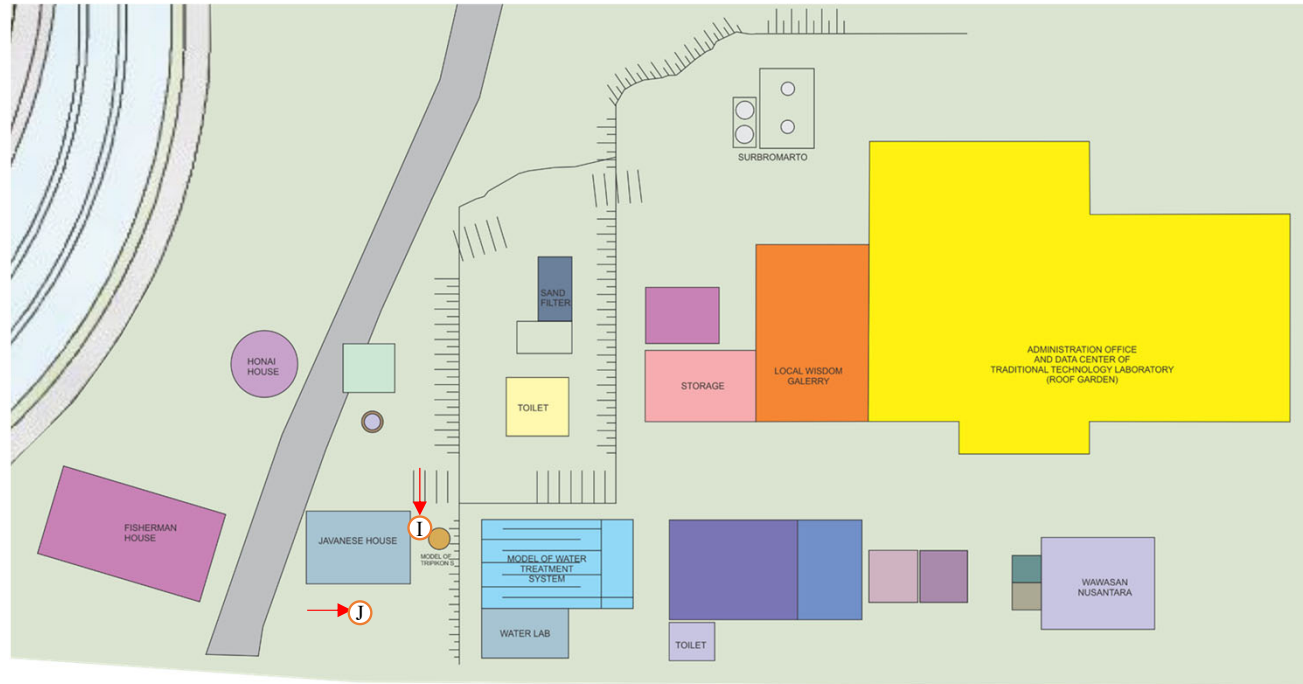 SURBROMARTO
SAND
FILTER
HONAI
HOUSE
ADMINISTRATION OFFICE
AND DATA CENTER OF
TRADITIONAL TECHNOLOGY LABORATORY
(ROOF GARDEN)
STORAGE
LOCAL WISDOM
GALERRY
TOILET
FISHERMAN
HOUSE
JAVANESE HOUSE
I
MODEL OF
TRIPIKON S
MODEL OF WATER
TREATMENT
SYSTEM
WAWASAN
NUSANTARA
J
WATER LAB
TOILET